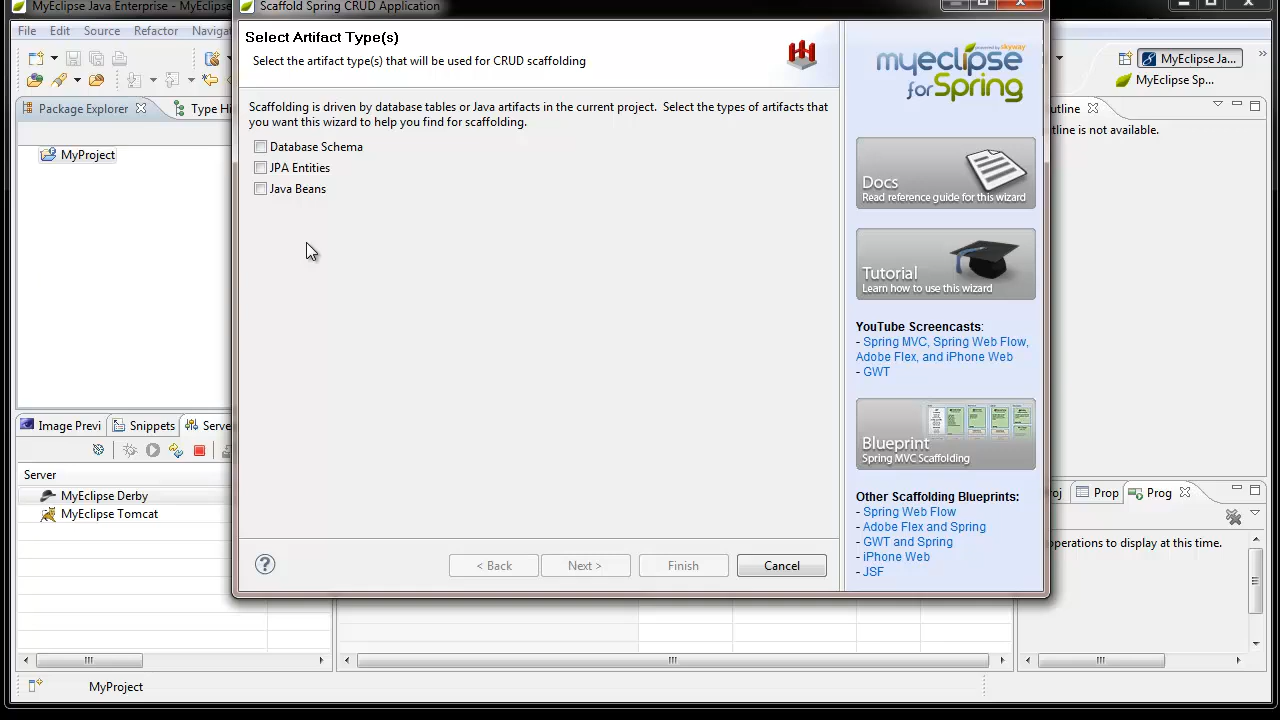 MyEclipse Java Enterprise - MyEclipse
Scaffold Spring CRUD Application
File Edit Source Refactor Naviga
MyEclipse Ja...
MyEclipse Sp...
Package Explorer
Type Hi
MyProject
Select Artifact Type(s)
Select the artifact type(s) that will be used for CRUD scaffolding
Scaffolding is driven by database tables or Java artifacts in the current project. Select the types of artifacts that
you want this wizard to help you find for scaffolding.
Database Schema
JPA Entities
Java Beans
< Back
Next >
Finish
Cancel
powered by skyway
myeclipse
for Spring
Docs
Read reference guide for this wizard
Tutorial
Learn how to use this wizard
YouTube Screencasts:
- Spring MVC, Spring Web Flow,
Adobe Flex, and iPhone Web
- GWT
Blueprint
Spring MVC Scaffolding
Other Scaffolding Blueprints:
- Spring Web Flow
- Adobe Flex and Spring
- GWT and Spring
- iPhone Web
- JSF
utline
tline is not available.
Image Previ
Snippets
Serve
Server
MyEclipse Derby
MyEclipse Tomcat
oj
Prop
Prog
operations to display at this time.
MyProject